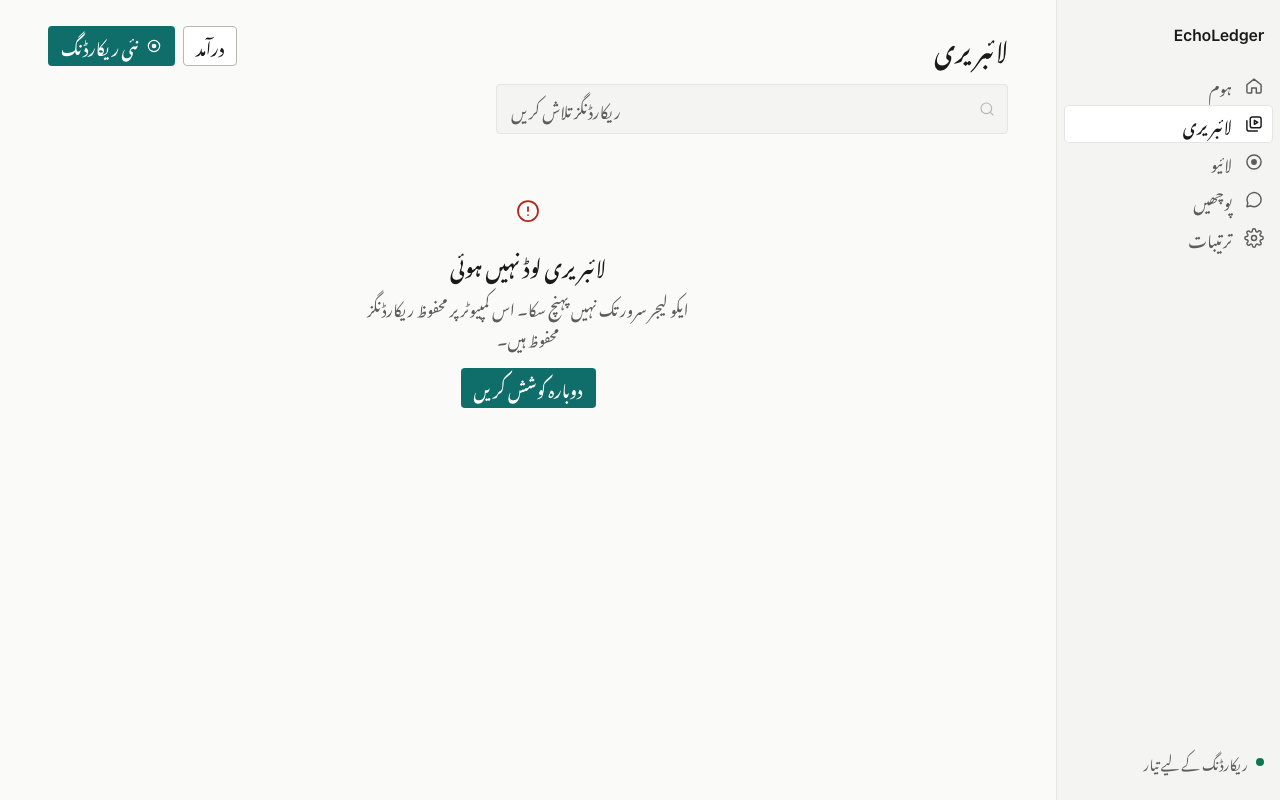 EchoLedger
ہوم
لائبریری
لائیو
پوچھیں
ترتیبات
ریکارڈنگ کے لیے تیار
لائبریری
درآمد
نئی ریکارڈنگ
ریکارڈنگز تلاش کریں
لائبریری لوڈ نہیں ہوئی
ایکو لیجر سرور تک نہیں پہنچ سکا۔ اس کمپیوٹر پر محفوظ ریکارڈنگز
محفوظ ہیں۔
دوبارہ کوشش کریں